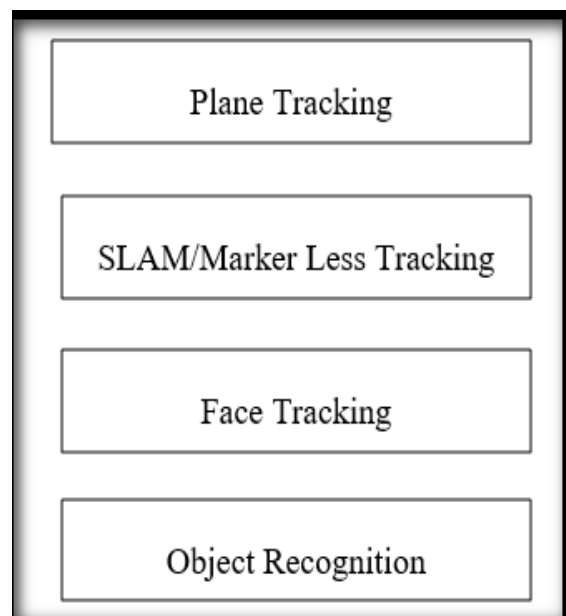 Plane Tracking
SLAM/Marker Less Tracking
Face Tracking
Object Recognition